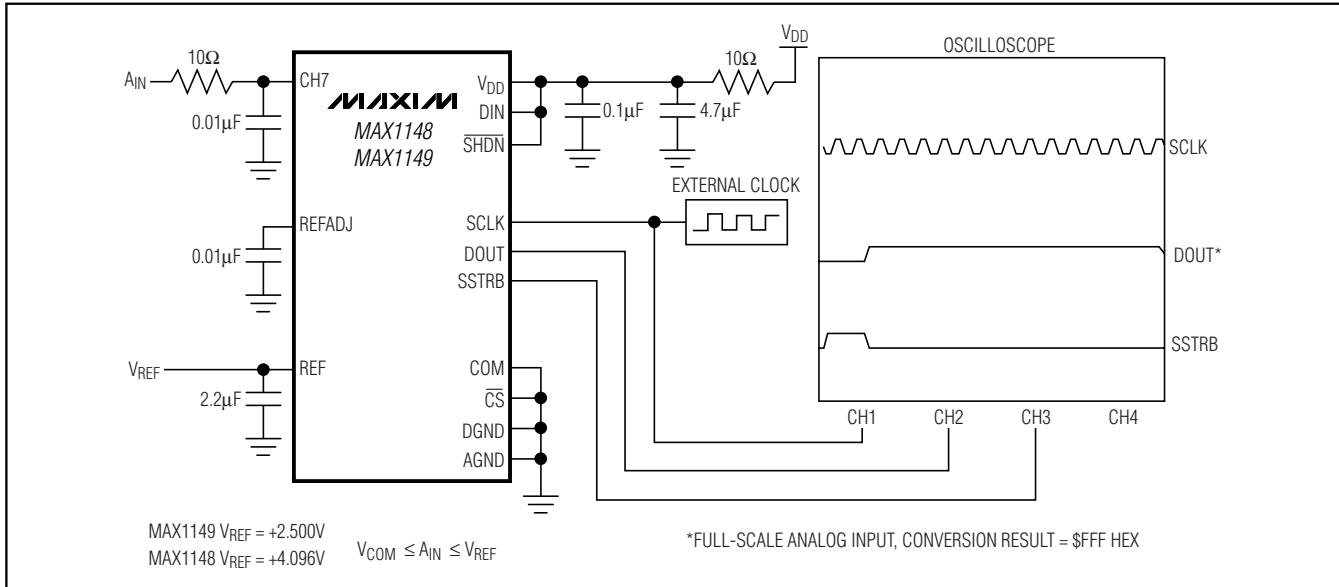 OSCILLOSCOPE
VDD
10Ω
10Ω
AIN
CH7
MAXIM
MAX1148
MAX1149
VDD
DIN
SHDN
0.01µF
0.1µF
4.7µF
SCLK
EXTERNAL CLOCK
REFADJ
SCLK
DOUT
SSTRB
0.01µF
DOUT*
SSTRB
VREF
REF
2.2µF
COM
CS
DGND
AGND
CH1 CH2 CH3 CH4
MAX1149 VREF = +2.500V
MAX1148 VREF = +4.096V
VCOM ≤ AIN ≤ VREF
*FULL-SCALE ANALOG INPUT, CONVERSION RESULT = $FFF HEX